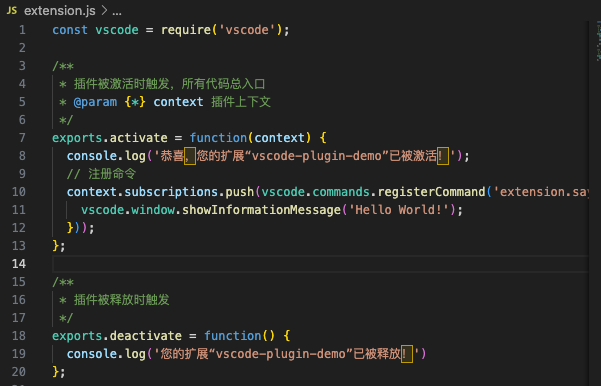 JS extension.js > ...
1 const vscode = require('vscode');
2
3 /**
4  * 插件被激活时触发，所有代码总入口
5  * @param {*} context 插件上下文
6  */
7 exports.activate = function(context) {
8   console.log('恭喜，您的扩展“vscode-plugin-demo”已被激活！');
9   // 注册命令
10   context.subscriptions.push(vscode.commands.registerCommand('extension.say
11     vscode.window.showInformationMessage('Hello World!');
12   }));
13 };
14
15 /**
16  * 插件被释放时触发
17  */
18 exports.deactivate = function() {
19   console.log('您的扩展“vscode-plugin-demo”已被释放！')
20 };